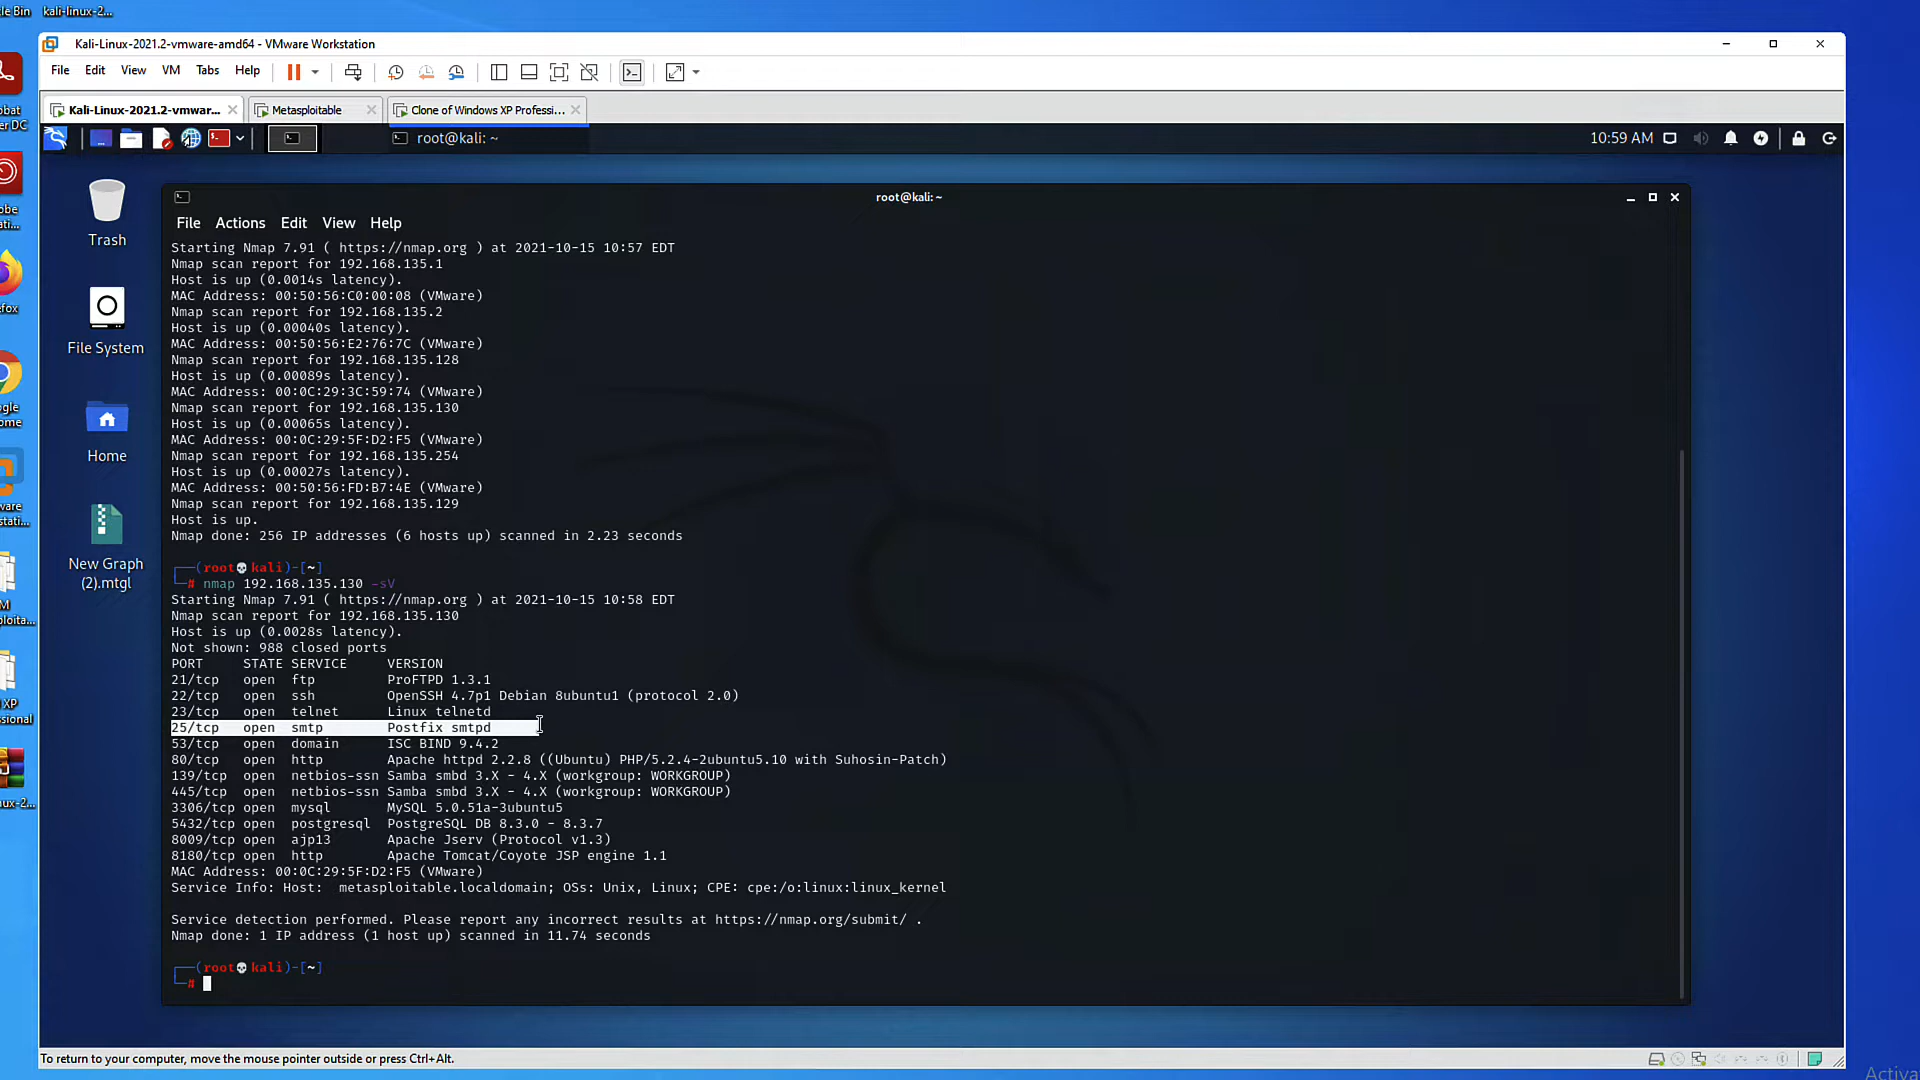 le Bin
kali-linux-2...
Kali-Linux-2021.2-vmware-amd64 - VMware Workstation
File Edit View VM Tabs Help
Kali-Linux-2021.2-vmwar...
Metasploitable
Clone of Windows XP Professi...
root@kali: ~
10:59 AM
Trash
File System
Home
New Graph
(2).mtgl
root@kali: ~
File Actions Edit View Help
Starting Nmap 7.91 ( https://nmap.org ) at 2021-10-15 10:57 EDT
Nmap scan report for 192.168.135.1
Host is up (0.0014s latency).
MAC Address: 00:50:56:C0:00:08 (VMware)
Nmap scan report for 192.168.135.2
Host is up (0.00040s latency).
MAC Address: 00:50:56:E2:76:7C (VMware)
Nmap scan report for 192.168.135.128
Host is up (0.00089s latency).
MAC Address: 00:0C:29:3C:59:74 (VMware)
Nmap scan report for 192.168.135.130
Host is up (0.00065s latency).
MAC Address: 00:0C:29:5F:D2:F5 (VMware)
Nmap scan report for 192.168.135.254
Host is up (0.00027s latency).
MAC Address: 00:50:56:FD:B7:4E (VMware)
Nmap scan report for 192.168.135.129
Host is up.
Nmap done: 256 IP addresses (6 hosts up) scanned in 2.23 seconds
┌──(root💀kali)-[~]
└─# nmap 192.168.135.130 -sV
Starting Nmap 7.91 ( https://nmap.org ) at 2021-10-15 10:58 EDT
Nmap scan report for 192.168.135.130
Host is up (0.0028s latency).
Not shown: 988 closed ports
PORT STATE SERVICE VERSION
21/tcp open ftp ProFTPD 1.3.1
22/tcp open ssh OpenSSH 4.7p1 Debian 8ubuntu1 (protocol 2.0)
23/tcp open telnet Linux telnetd
25/tcp open smtp Postfix smtpd
53/tcp open domain ISC BIND 9.4.2
80/tcp open http Apache httpd 2.2.8 ((Ubuntu) PHP/5.2.4-2ubuntu5.10 with Suhosin-Patch)
139/tcp open netbios-ssn Samba smbd 3.X - 4.X (workgroup: WORKGROUP)
445/tcp open netbios-ssn Samba smbd 3.X - 4.X (workgroup: WORKGROUP)
3306/tcp open mysql MySQL 5.0.51a-3ubuntu5
5432/tcp open postgresql PostgreSQL DB 8.3.0 - 8.3.7
8009/tcp open ajp13 Apache Jserv (Protocol v1.3)
8180/tcp open http Apache Tomcat/Coyote JSP engine 1.1
MAC Address: 00:0C:29:5F:D2:F5 (VMware)
Service Info: Host: metasploitable.localdomain; OSs: Unix, Linux; CPE: cpe:/o:linux:linux_kernel
Service detection performed. Please report any incorrect results at https://nmap.org/submit/ .
Nmap done: 1 IP address (1 host up) scanned in 11.74 seconds
┌──(root💀kali)-[~]
└─#
To return to your computer, move the mouse pointer outside or press Ctrl+Alt.
Activa